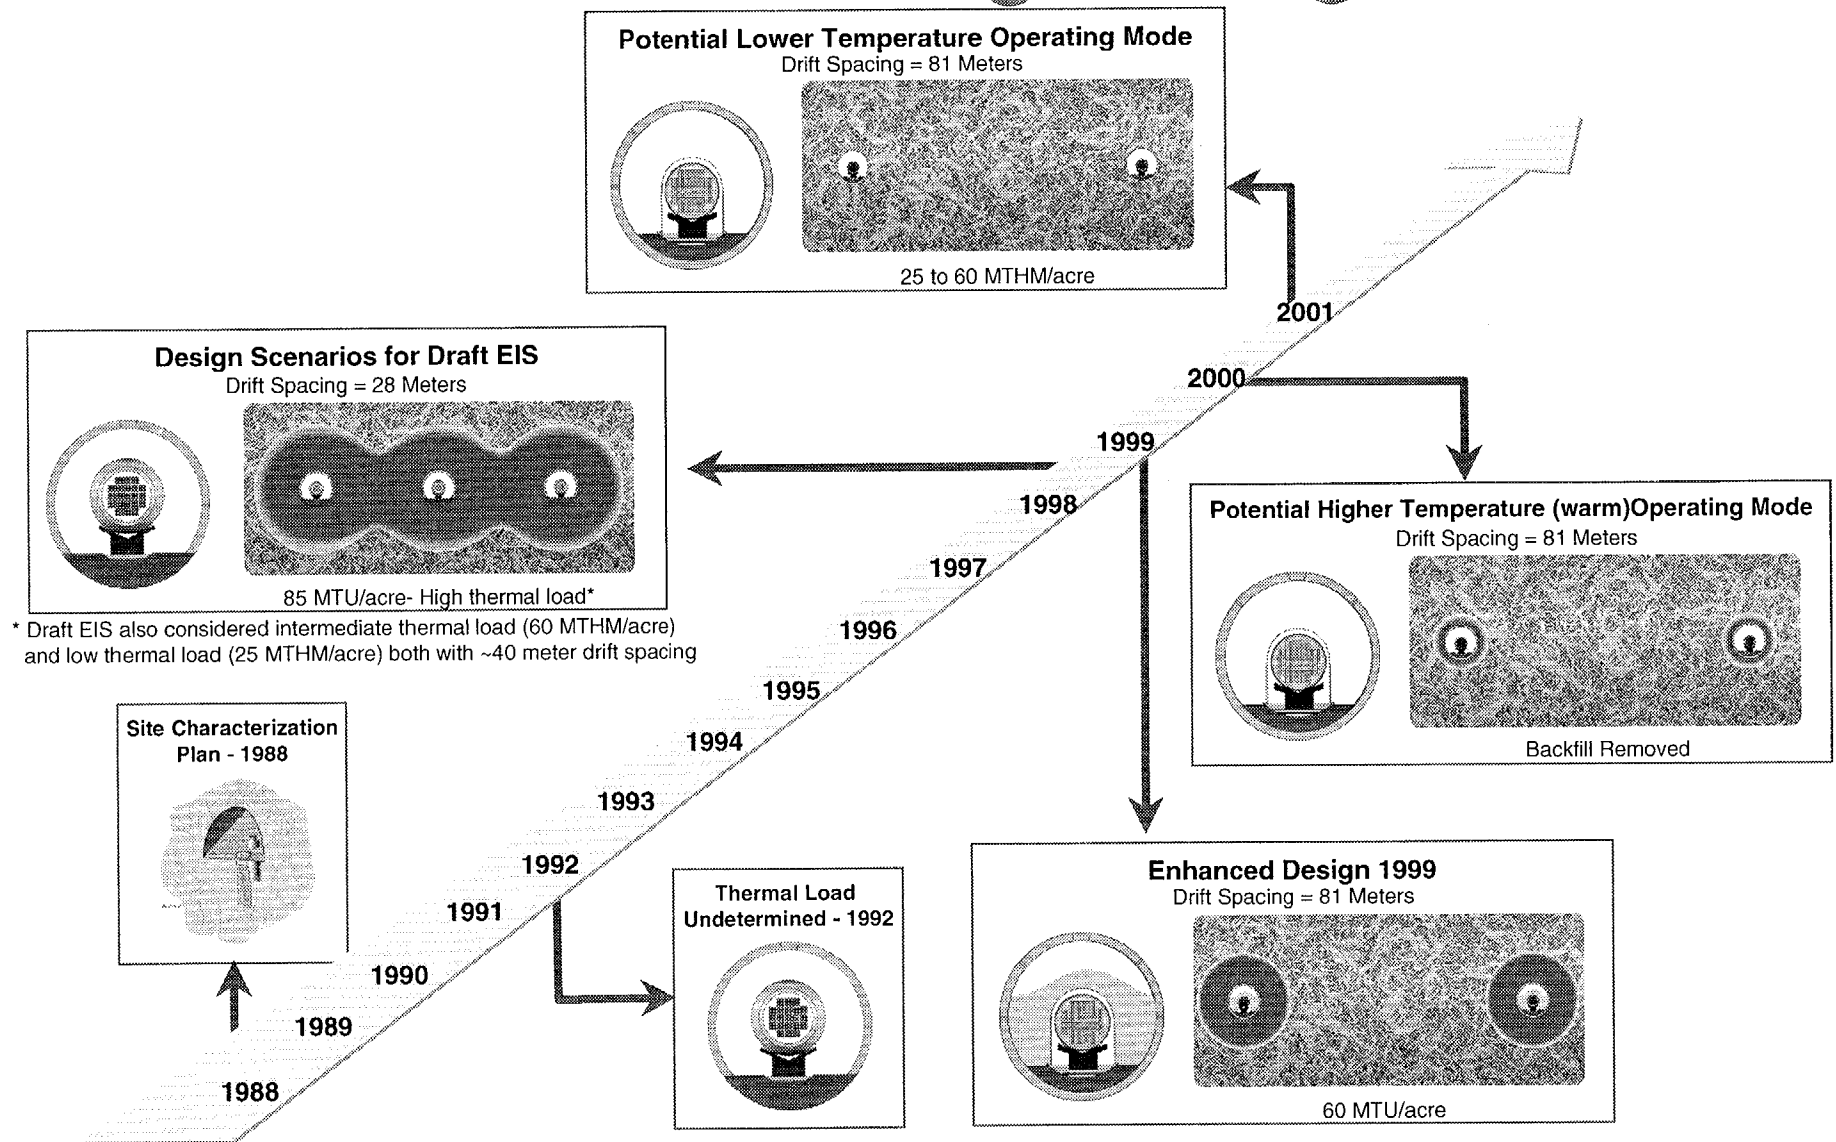 Potential Lower Temperature Operating Mode
Drift Spacing = 81 Meters
25 to 60 MTHM/acre
Design Scenarios for Draft EIS
Drift Spacing = 28 Meters
85 MTU/acre- High thermal load*
* Draft EIS also considered intermediate thermal load (60 MTHM/acre)
and low thermal load (25 MTHM/acre) both with ~40 meter drift spacing
Potential Higher Temperature (warm)Operating Mode
Drift Spacing = 81 Meters
Backfill Removed
Site Characterization
Plan - 1988
Thermal Load
Undetermined - 1992
Enhanced Design 1999
Drift Spacing = 81 Meters
60 MTU/acre
2001
2000
1999
1998
1997
1996
1995
1994
1993
1992
1991
1990
1989
1988